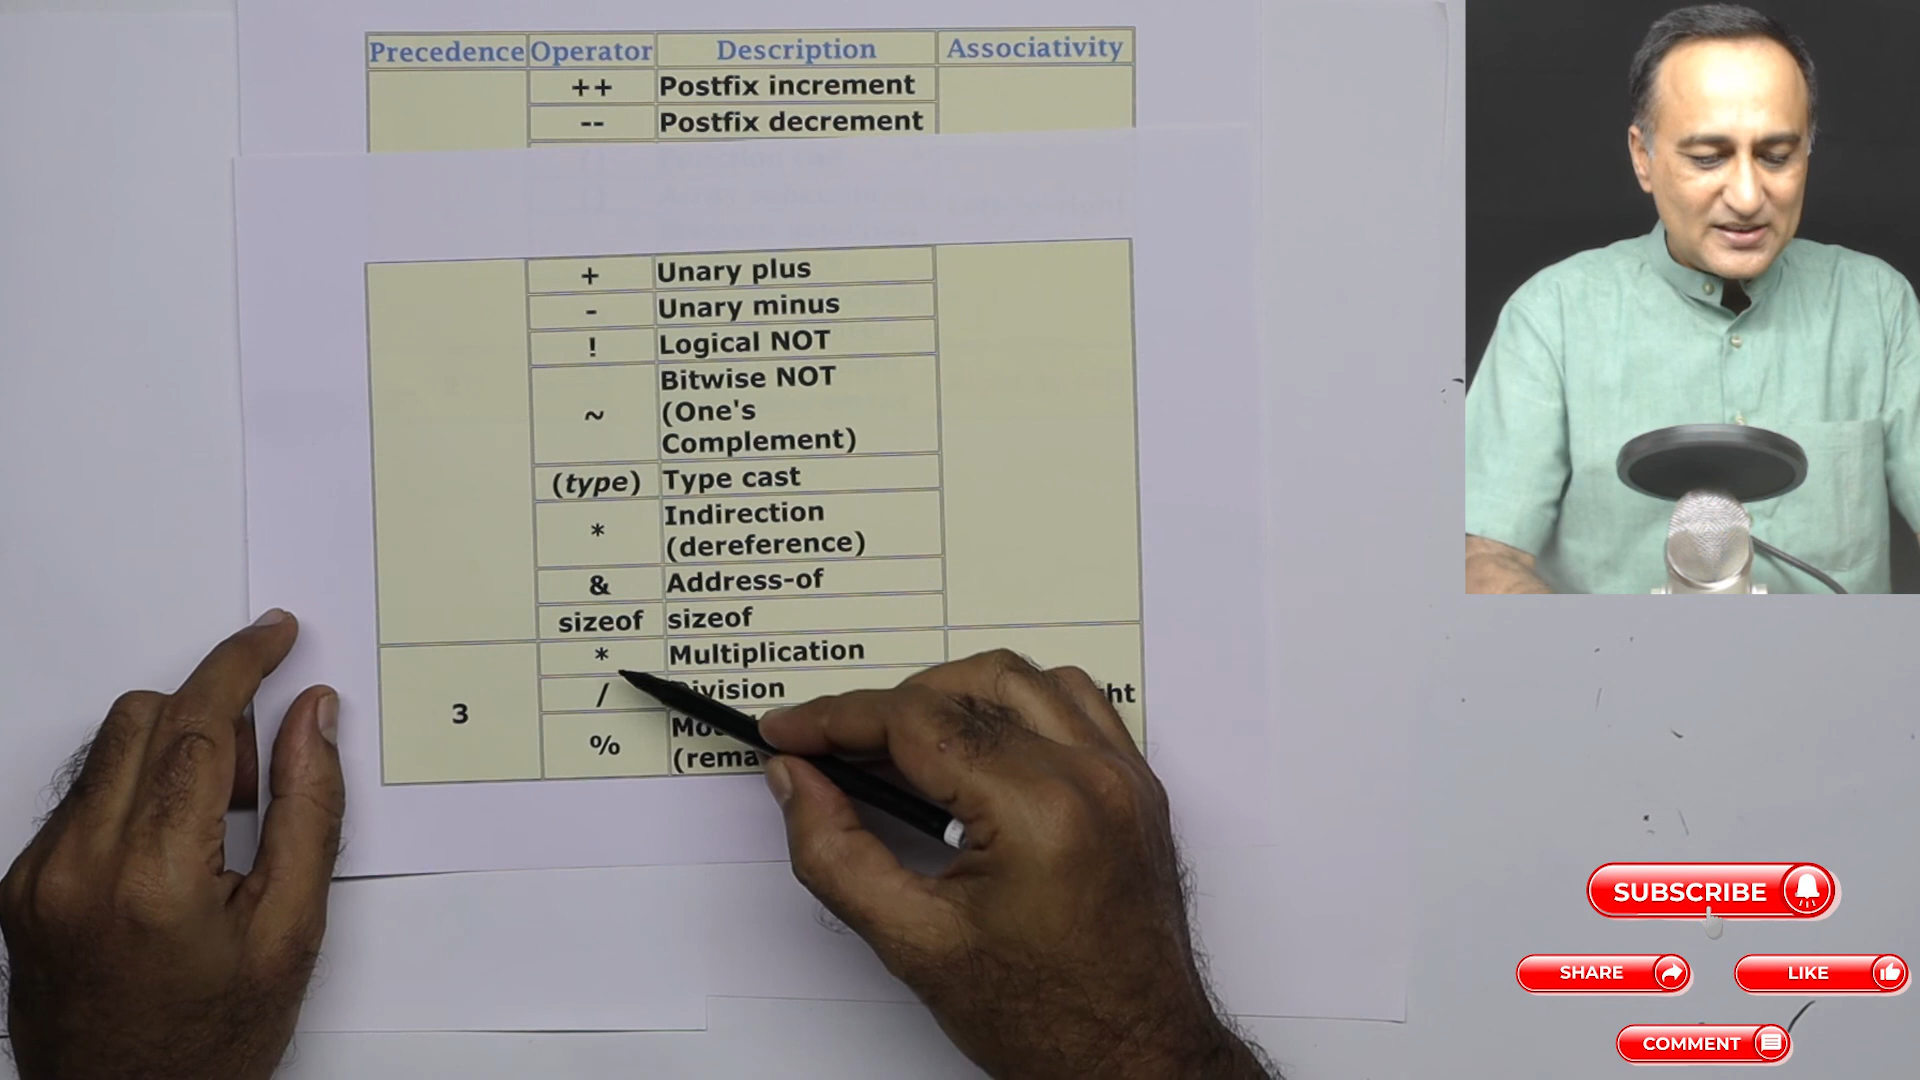 Precedence Operator Description Associativity
++ Postfix increment
-- Postfix decrement
+ Unary plus
- Unary minus
! Logical NOT
~ Bitwise NOT
(One's
Complement)
(type) Type cast
* Indirection
(dereference)
& Address-of
sizeof sizeof
3 * Multiplication
/ Division
%
SUBSCRIBE
SHARE LIKE
COMMENT